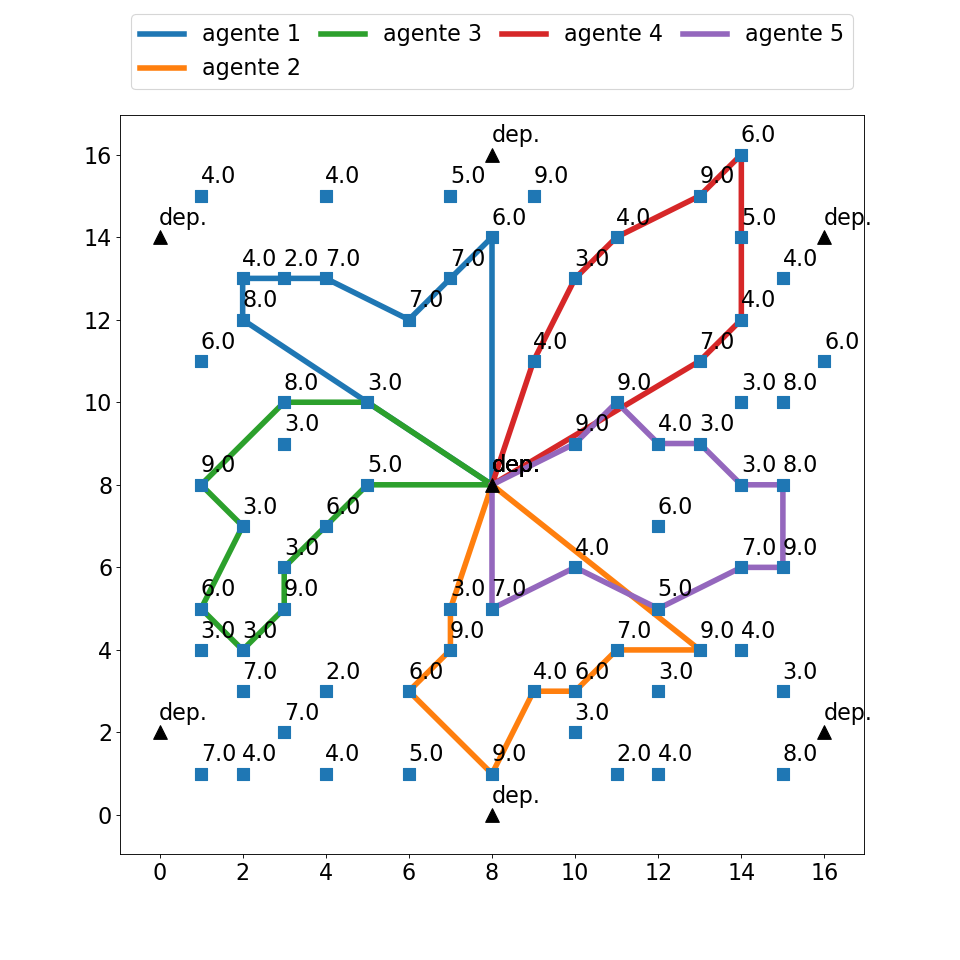 agente 1 agente 3 agente 4 agente 5
agente 2
dep. 6.0
16
4.0 4.0 5.0 9.0 9.0
dep. 6.0 4.0 5.0 dep.
14
4.0 2.0 7.0 7.0 3.0 4.0
8.0 7.0 4.0
12
6.0 4.0 7.0 6.0
8.0 3.0 9.0 3.0 8.0
10
3.0 9.0 4.0 3.0
9.0 5.0 dep. 3.0 8.0
8
3.0 6.0 6.0
3.0 4.0 7.0 9.0
6
6.0 9.0 3.0 7.0 5.0
3.0 3.0 9.0 7.0 9.0 4.0
4
7.0 2.0 6.0 4.0 6.0 3.0 3.0
dep. 7.0 3.0 dep.
2
7.0 4.0 4.0 5.0 9.0 2.0 4.0 8.0
dep.
0
0 2 4 6 8 10 12 14 16